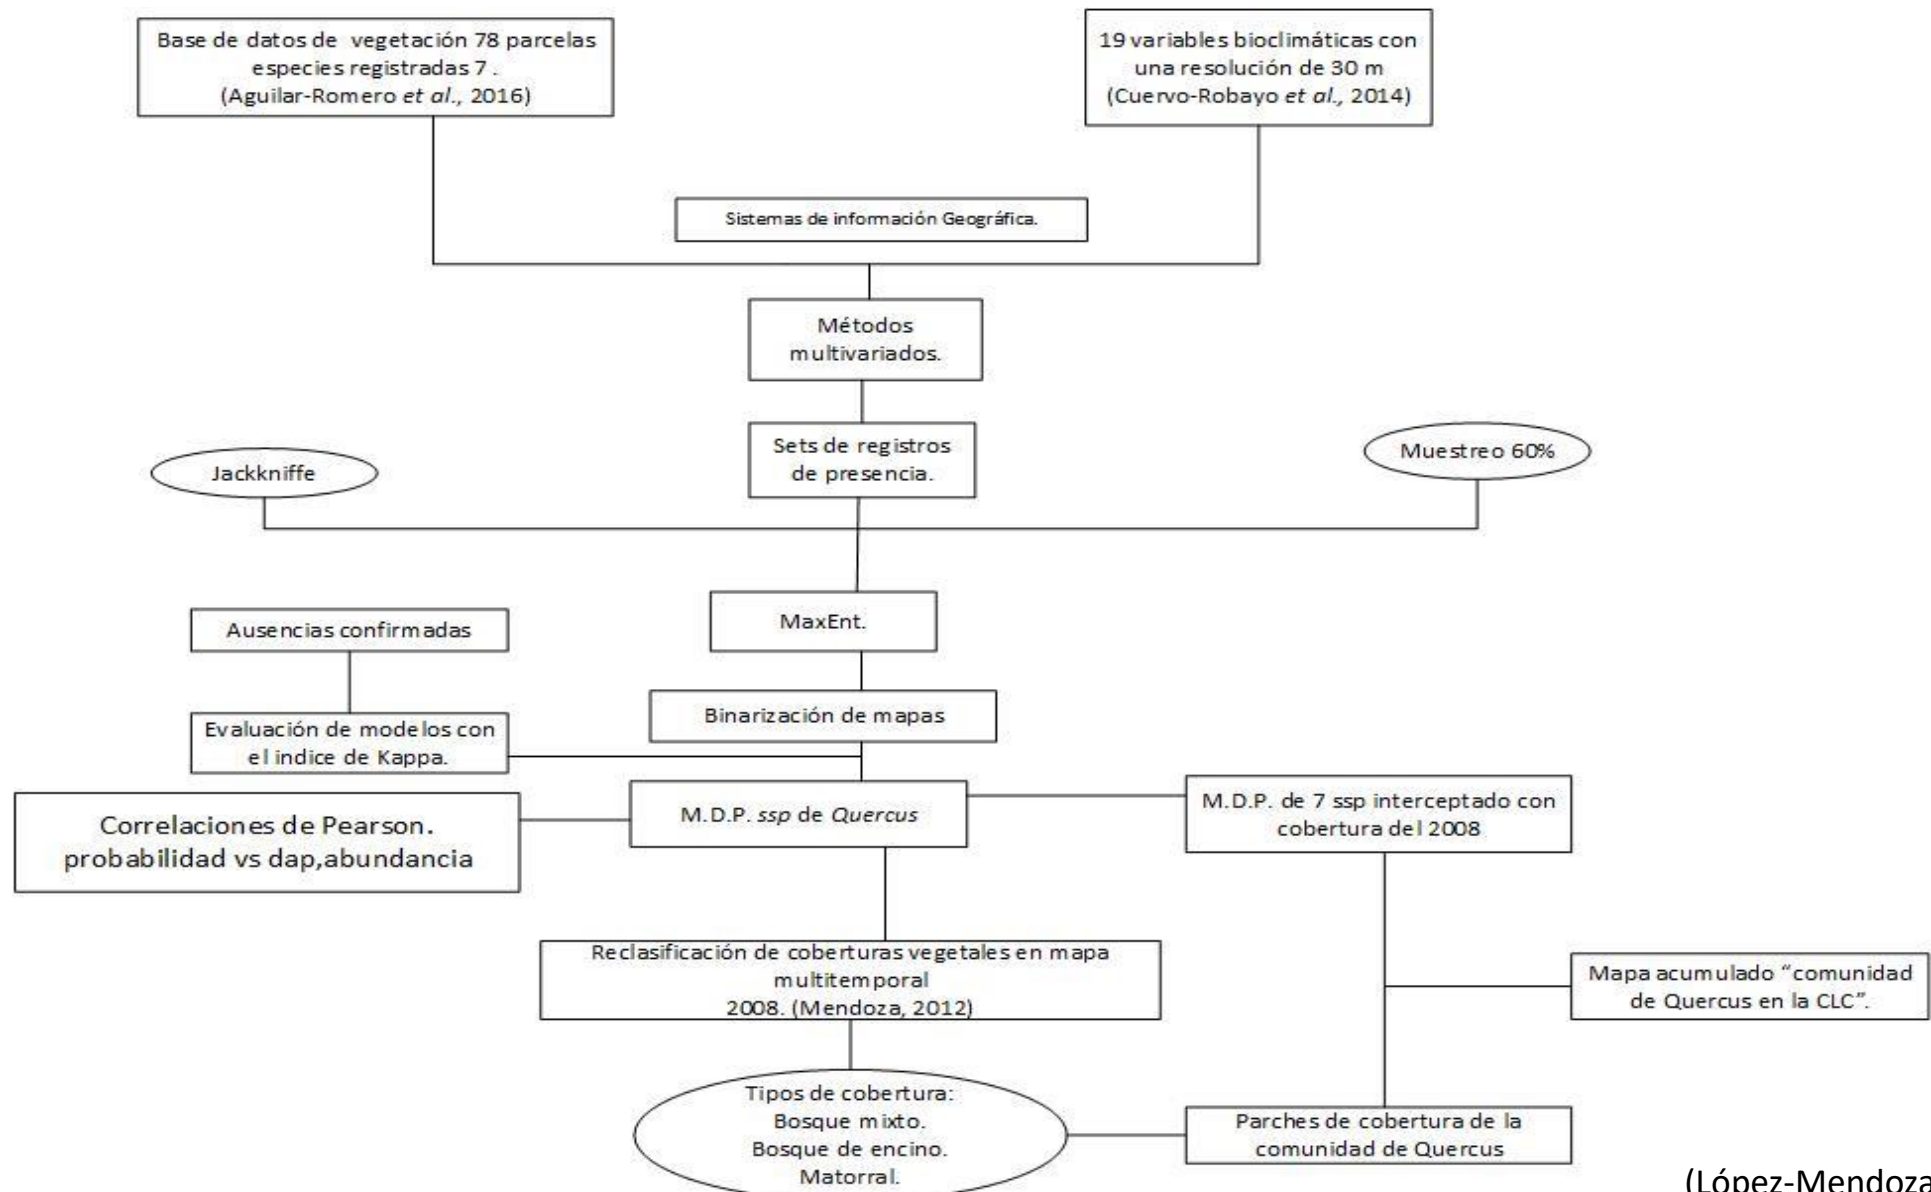 Base de datos de vegetación 78 parcelas
especies registradas 7 .
(Aguilar-Romero et al., 2016)
19 variables bioclimáticas con
una resolución de 30 m
(Cuervo-Robayo et al., 2014)
Sistemas de información Geográfica.
Métodos
multivariados.
Sets de registros
de presencia.
Jackkniffe
Muestreo 60%
MaxEnt.
Ausencias confirmadas
Binarización de mapas
Evaluación de modelos con
el indice de Kappa.
M.D.P. ssp de Quercus
M.D.P. de 7 ssp interceptado con
cobertura del 2008
Correlaciones de Pearson.
probabilidad vs dap,abundancia
Reclasificación de coberturas vegetales en mapa
multitemporal
2008. (Mendoza, 2012)
Mapa acumulado “comunidad
de Quercus en la CLC”.
Tipos de cobertura:
Bosque mixto.
Bosque de encino.
Matorral.
Parches de cobertura de la
comunidad de Quercus
(López-Mendoza